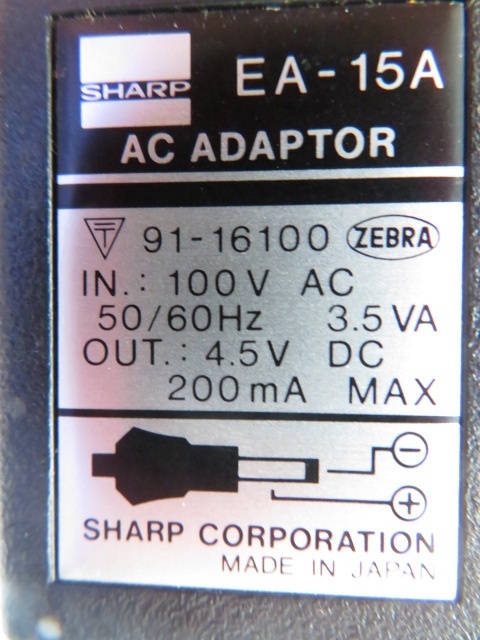 SHARP EA-15A
AC ADAPTOR
〒 91-16100 ZEBRA
IN.: 100V AC
50/60Hz 3.5VA
OUT.: 4.5V DC
200mA MAX
−
+
SHARP CORPORATION
MADE IN JAPAN